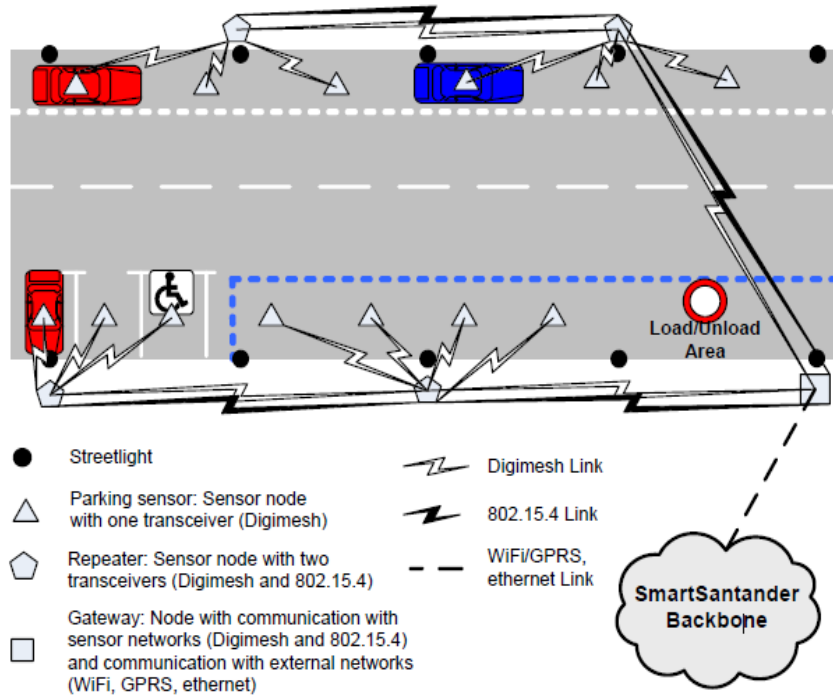 Load/Unload
Area
Streetlight
Parking sensor: Sensor node
with one transceiver (Digimesh)
Repeater: Sensor node with two
transceivers (Digimesh and 802.15.4)
Gateway: Node with communication with
sensor networks (Digimesh and 802.15.4)
and communication with external networks
(WiFi, GPRS, ethernet)
Digimesh Link
802.15.4 Link
WiFi/GPRS,
ethernet Link
SmartSantander
Backbone